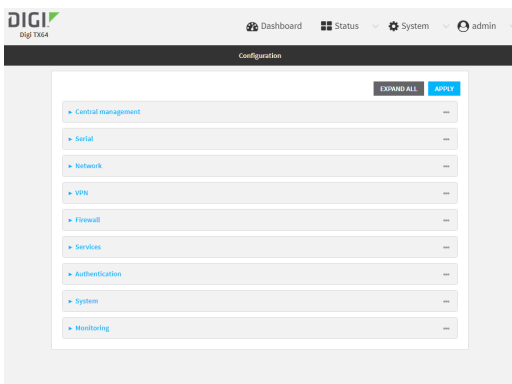 DIGI
Digi TX64
Dashboard Status System admin
Configuration
EXPAND ALL APPLY
Central management
Serial
Network
VPN
Firewall
Services
Authentication
System
Monitoring